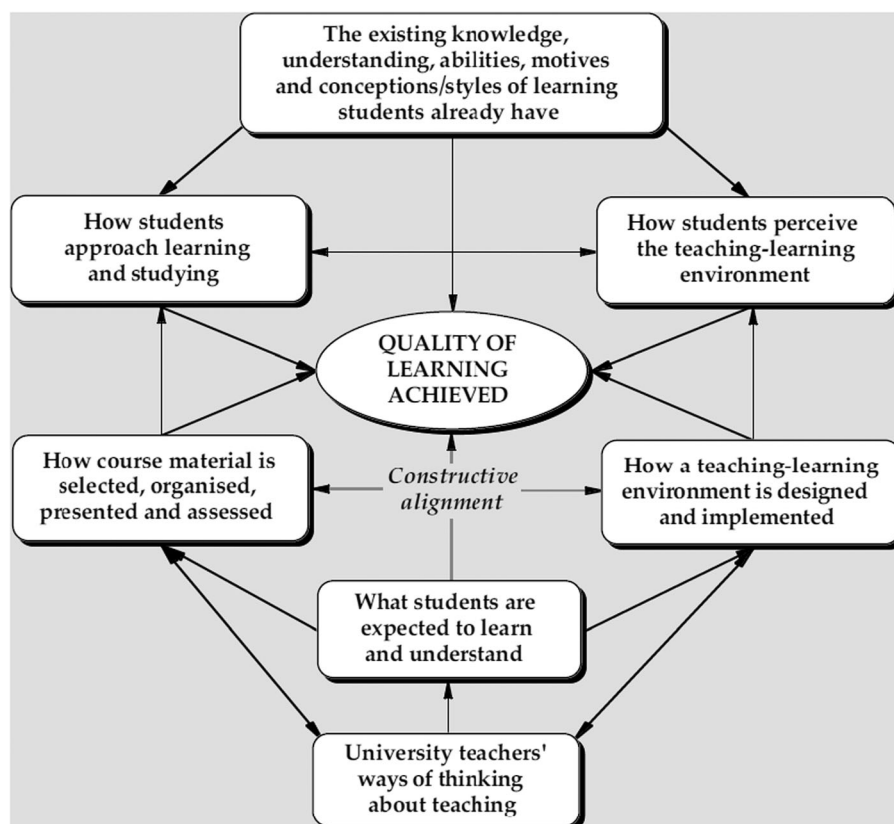 The existing knowledge,
understanding, abilities, motives
and conceptions/styles of learning
students already have
How students
approach learning
and studying
How students perceive
the teaching-learning
environment
QUALITY OF
LEARNING
ACHIEVED
How course material is
selected, organised,
presented and assessed
Constructive
alignment
How a teaching-learning
environment is designed
and implemented
What students are
expected to learn
and understand
University teachers'
ways of thinking
about teaching